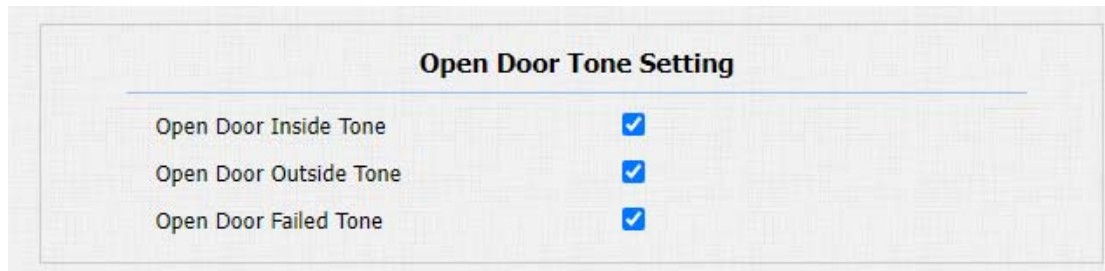 Open Door Tone Setting
Open Door Inside Tone
Open Door Outside Tone
Open Door Failed Tone